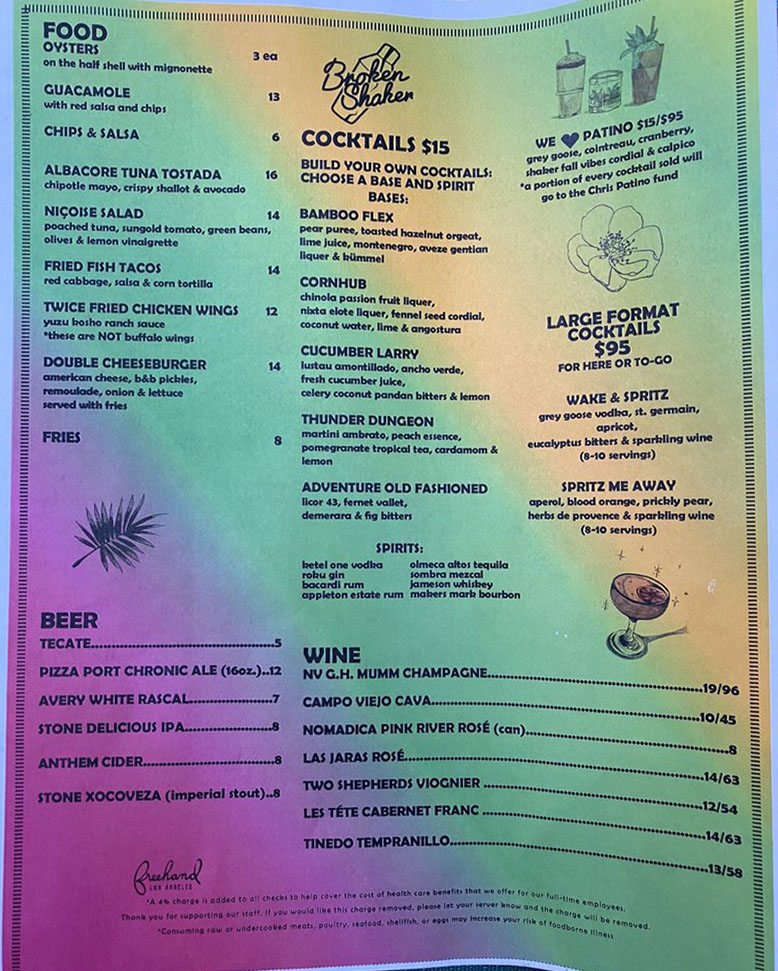 FOOD
OYSTERS 3 ea
on the half shell with mignonette
GUACAMOLE 13
with red salsa and chips
CHIPS & SALSA 6
ALBACORE TUNA TOSTADA 16
chipotle mayo, crispy shallot & avocado
NIÇOISE SALAD 14
poached tuna, sungold tomato, green beans,
olives & lemon vinaigrette
FRIED FISH TACOS 14
red cabbage, salsa & corn tortilla
TWICE FRIED CHICKEN WINGS 12
yuzu kosho ranch sauce
*these are NOT buffalo wings
DOUBLE CHEESEBURGER 14
american cheese, b&b pickles,
remoulade, onion & lettuce
served with fries
FRIES 8
BEER
TECATE 5
PIZZA PORT CHRONIC ALE (16oz.)..12
AVERY WHITE RASCAL 7
STONE DELICIOUS IPA 8
ANTHEM CIDER 8
STONE XOCOVEZA (imperial stout)..8
Broken
Shaker
COCKTAILS $15
BUILD YOUR OWN COCKTAILS:
CHOOSE A BASE AND SPIRIT
BASES:
BAMBOO FLEX
pear puree, toasted hazelnut orgeat,
lime juice, montenegro, aveze gentian
liquer & kümmel
CORNHUB
chinola passion fruit liquer,
nixta elote liquer, fennel seed cordial,
coconut water, lime & angostura
CUCUMBER LARRY
lustau amontillado, ancho verde,
fresh cucumber juice,
celery coconut pandan bitters & lemon
THUNDER DUNGEON
martini ambrato, peach essence,
pomegranate tropical tea, cardamom &
lemon
ADVENTURE OLD FASHIONED
licor 43, fernet vallet,
demerara & fig bitters
SPIRITS:
ketel one vodka olmeca altos tequila
roku gin sombra mezcal
bacardi rum jameson whiskey
appleton estate rum makers mark bourbon
WE ♥ PATINO $15/$95
grey goose, cointreau, cranberry,
shaker fall vibes cordial & calpico
*a portion of every cocktail sold will
go to the Chris Patino fund
LARGE FORMAT
COCKTAILS
$95
FOR HERE OR TO-GO
WAKE & SPRITZ
grey goose vodka, st. germain,
apricot,
eucalyptus bitters & sparkling wine
(8-10 servings)
SPRITZ ME AWAY
aperol, blood orange, prickly pear,
herbs de provence & sparkling wine
(8-10 servings)
WINE
NV G.H. MUMM CHAMPAGNE 19/96
CAMPO VIEJO CAVA 10/45
NOMADICA PINK RIVER ROSÉ (can) 8
LAS JARAS ROSÉ 14/63
TWO SHEPHERDS VIOGNIER 12/54
LES TÉTE CABERNET FRANC 14/63
TINEDO TEMPRANILLO 13/58
freehand
LOS ANGELES
*A 4% charge is added to all checks to help cover the cost of health care benefits that we offer for our full-time employees.
Thank you for supporting our staff. If you would like this charge removed, please let your server know and the charge will be removed.
*Consuming raw or undercooked meats, poultry, seafood, shellfish, or eggs may increase your risk of foodborne illness